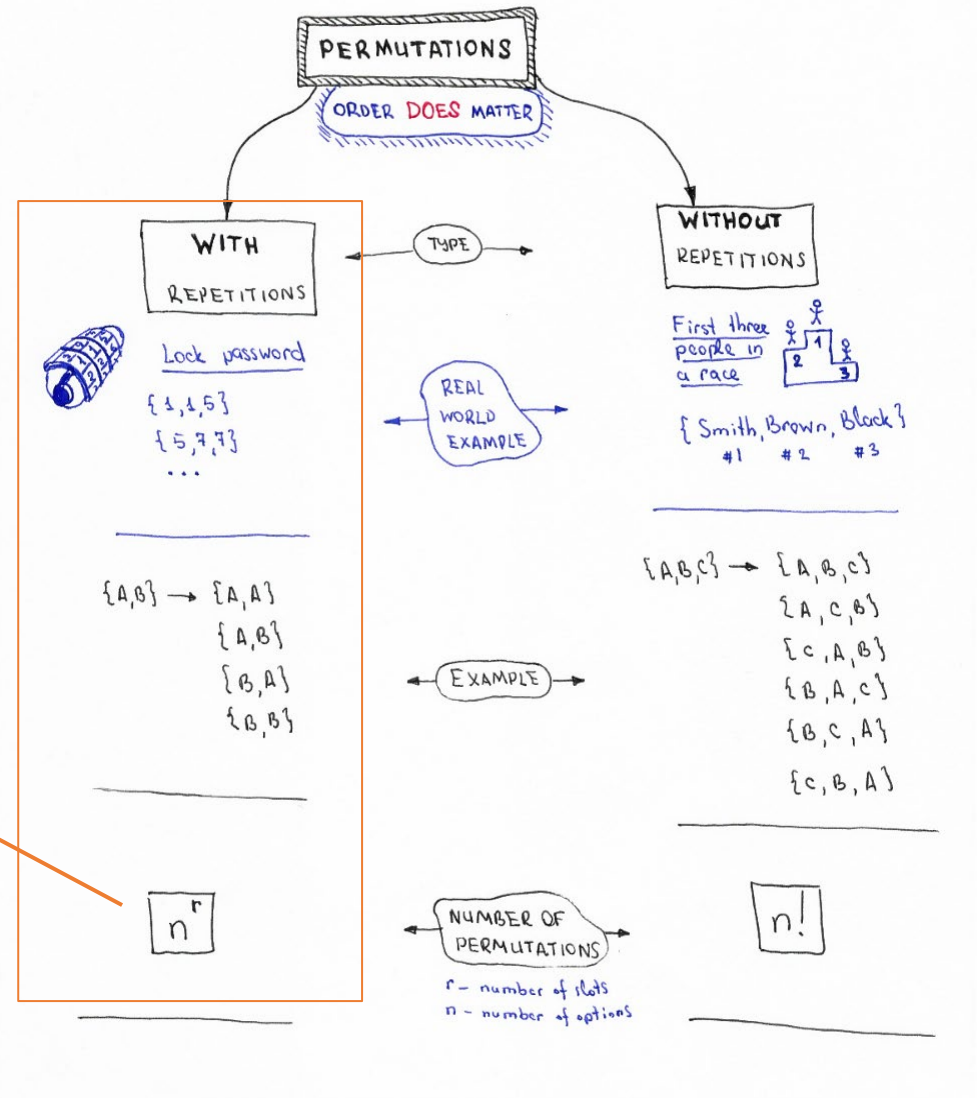 PERMUTATIONS
ORDER DOES MATTER
WITH
REPETITIONS
TYPE
WITHOUT
REPETITIONS
Lock password
{1,1,5}
{5,7,7}
...
REAL
WORLD
EXAMPLE
First three
people in
a race
2 1 3
{Smith, Brown, Black}
#1 #2 #3
{A,B} → {A,A}
{A,B}
{B,A}
{B,B}
EXAMPLE
{A,B,C} → {A,B,C}
{A,C,B}
{C,A,B}
{B,A,C}
{B,C,A}
{C,B,A}
n^r
NUMBER OF
PERMUTATIONS
r - number of slots
n - number of options
n!